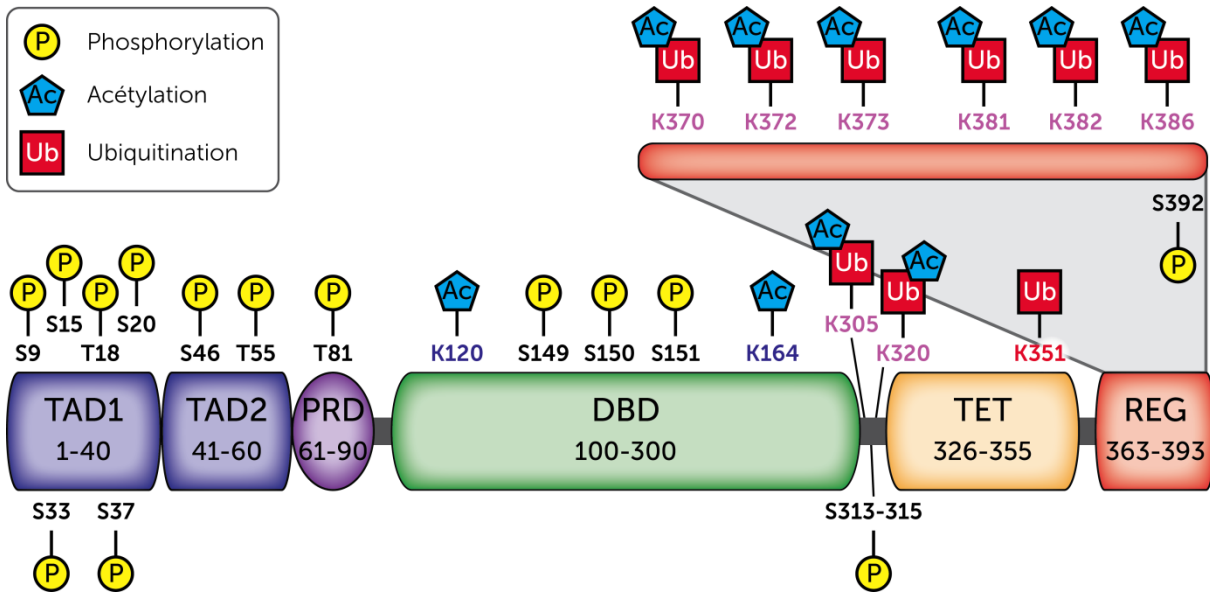 P Phosphorylation
Ac Acétylation
Ub Ubiquitination
Ac Ac Ac Ac Ac Ac
Ub Ub Ub Ub Ub Ub
K370 K372 K373 K381 K382 K386
S392
P
Ac Ac
Ub Ub Ub
K305 K320 K351
P P P P P P P Ac P P P Ac
S9 S15 T18 S20 S46 T55 T81 K120 S149 S150 S151 K164
TAD1 TAD2 PRD DBD TET REG
1-40 41-60 61-90 100-300 326-355 363-393
S33 S37 S313-315
P P P